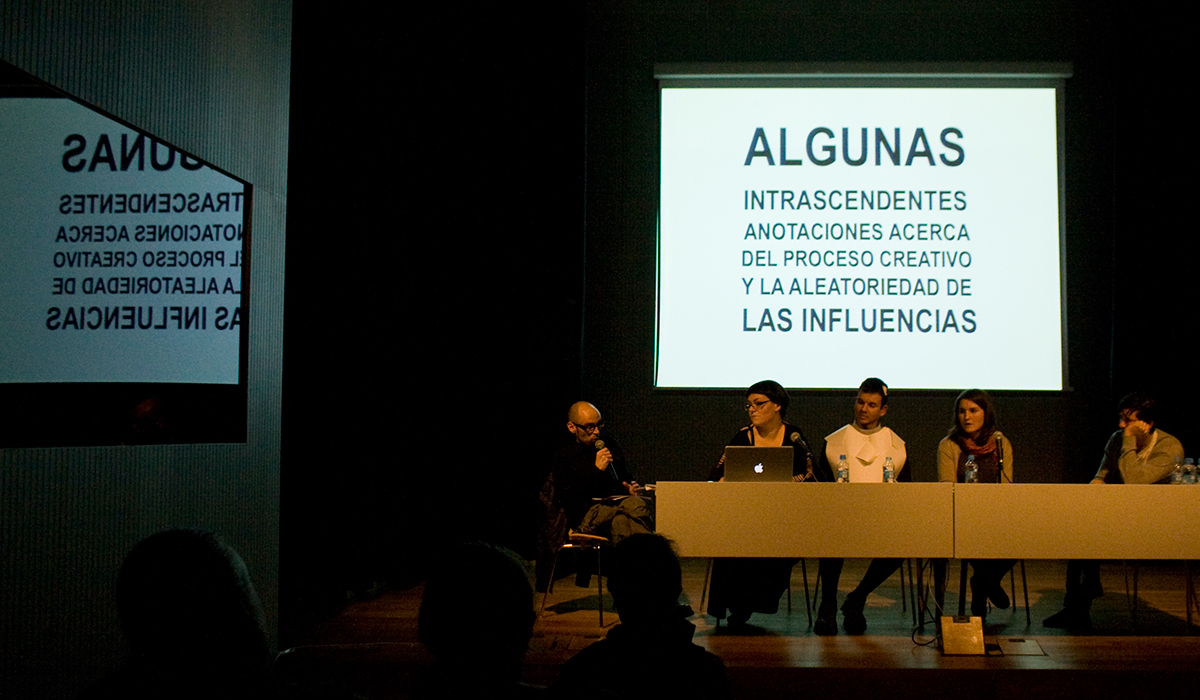 ALGUNAS
INTRASCENDENTES
ANOTACIONES ACERCA
DEL PROCESO CREATIVO
Y LA ALEATORIEDAD DE
LAS INFLUENCIAS